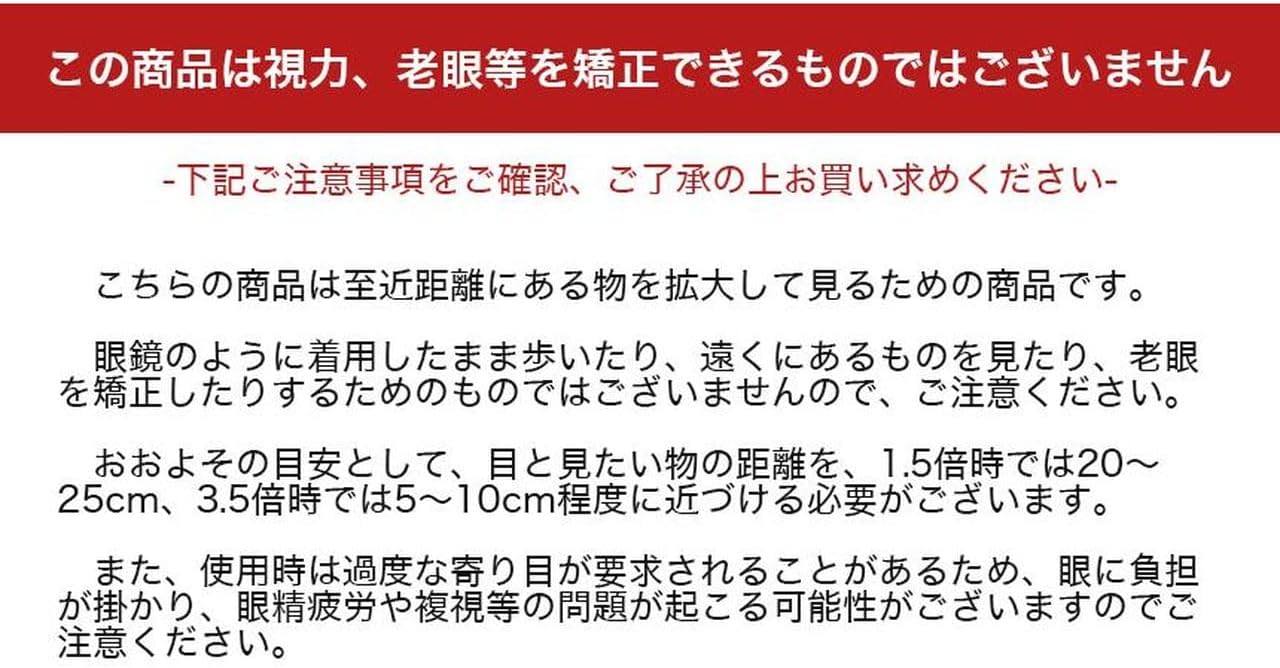 この商品は視力、老眼等を矯正できるものではございません
-下記ご注意事項をご確認、ご了承の上お買い求めください-
こちらの商品は至近距離にある物を拡大して見るための商品です。
眼鏡のように着用したまま歩いたり、遠くにあるものを見たり、老眼
を矯正したりするためのものではございませんので、ご注意ください。
おおよその目安として、目と見たい物の距離を、1.5倍時では20～
25cm、3.5倍時では5～10cm程度に近づける必要がございます。
また、使用時は過度な寄り目が要求されることがあるため、眼に負担
が掛かり、眼精疲労や複視等の問題が起こる可能性がございますのでご
注意ください。